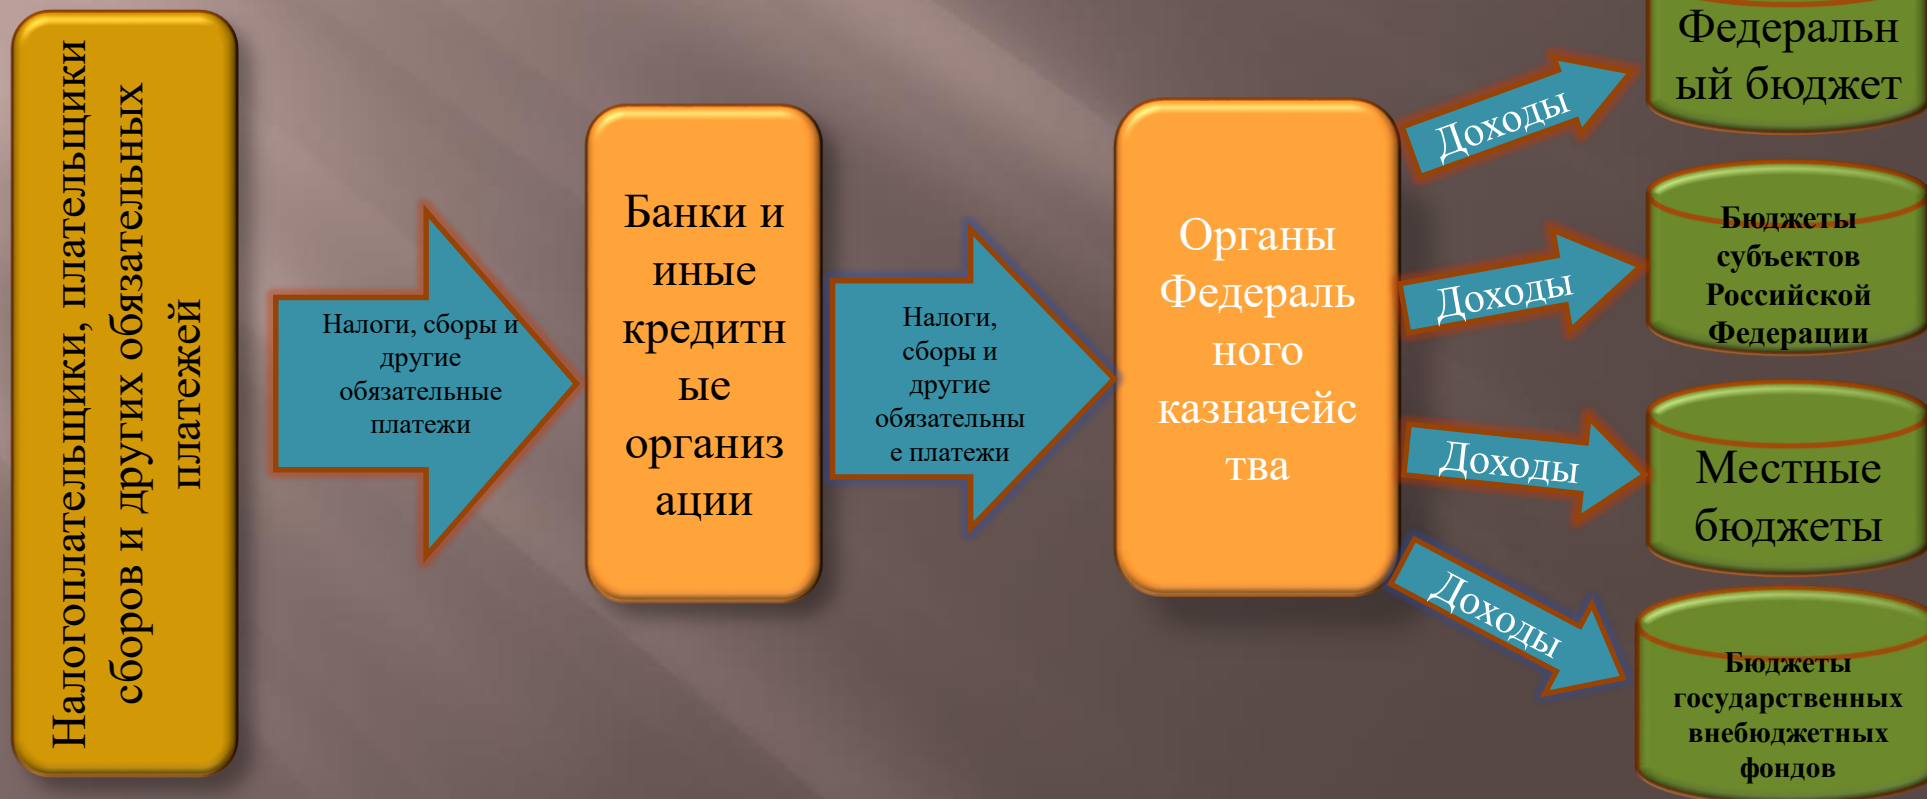 Налогоплательщики, плательщики
сборов и других обязательных
платежей
Налоги, сборы и
другие
обязательные
платежи
Банки и
иные
кредитн
ые
организ
ации
Налоги,
сборы и
другие
обязательны
е платежи
Органы
Федераль
ного
казначейс
тва
Доходы
Доходы
Доходы
Доходы
Федеральн
ый бюджет
Бюджеты
субъектов
Российской
Федерации
Местные
бюджеты
Бюджеты
государственных
внебюджетных
фондов